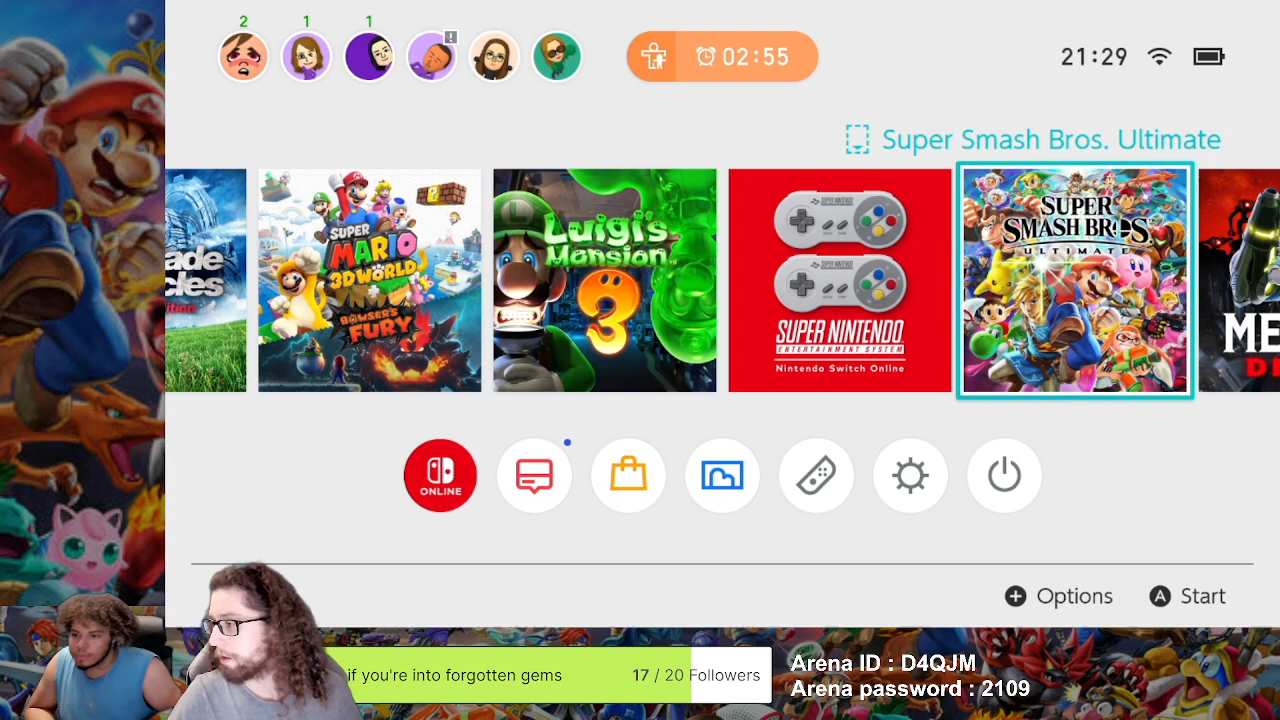 2
1
1
!
02:55
21:29
Super Smash Bros. Ultimate
ade
cles
ition
SUPER
MARIO
3D WORLD
BOWSER'S
FURY
Luigi's
Mansion
3
SUPER NINTENDO
ENTERTAINMENT SYSTEM
Nintendo Switch Online
SUPER
SMASH BROS.
ULTIMATE
ME
D
ONLINE
+ Options
A Start
if you're into forgotten gems
17 / 20 Followers
Arena ID : D4QJM
Arena password : 2109